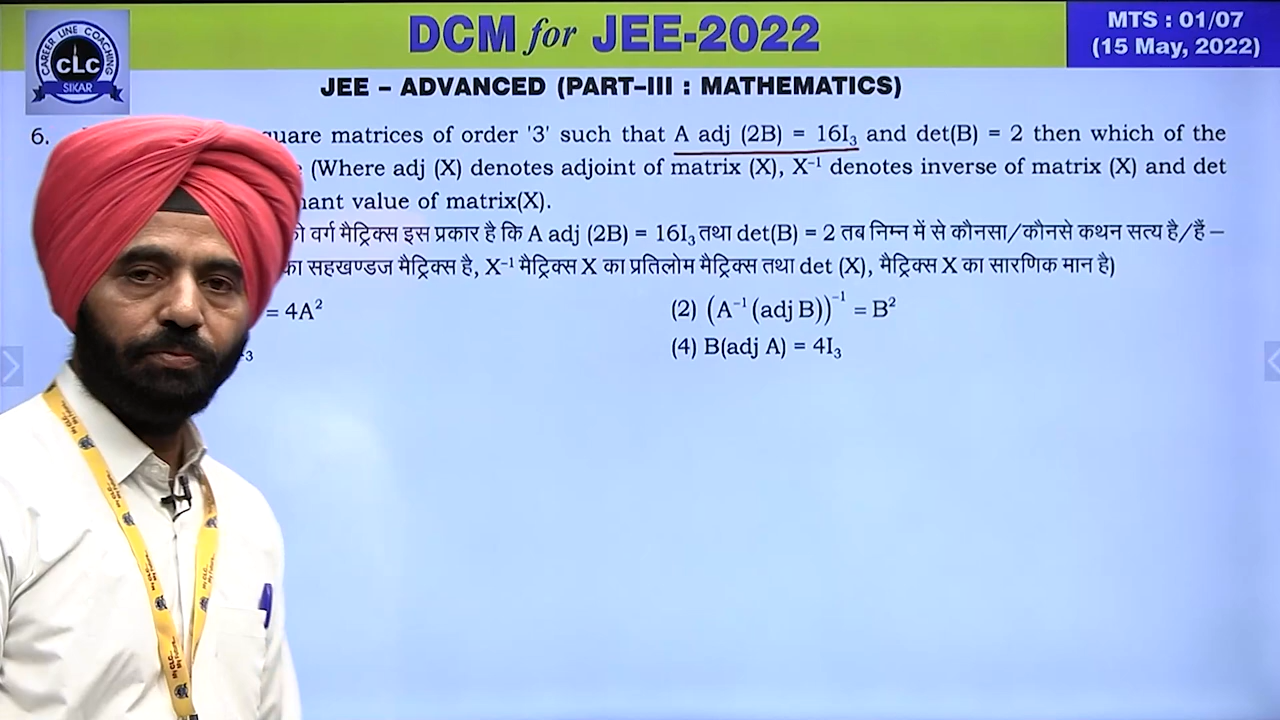 DCM for JEE-2022
MTS : 01/07
(15 May, 2022)
CAREER LINE COACHING
CLC
SIKAR
JEE – ADVANCED (PART–III : MATHEMATICS)
6. matrices of order '3' such that A adj (2B) = 16I₃ and det(B) = 2 then which of the
(Where adj (X) denotes adjoint of matrix (X), X⁻¹ denotes inverse of matrix (X) and det
value of matrix(X).
वर्ग मैट्रिक्स इस प्रकार है कि A adj (2B) = 16I₃ तथा det(B) = 2 तब निम्न में से कौनसा/कौनसे कथन सत्य है/हैं –
सहखण्डज मैट्रिक्स है, X⁻¹ मैट्रिक्स X का प्रतिलोम मैट्रिक्स तथा det (X), मैट्रिक्स X का सारणिक मान है)
= 4A²
(2) (A⁻¹(adj B))⁻¹ = B²
(4) B(adj A) = 4I₃